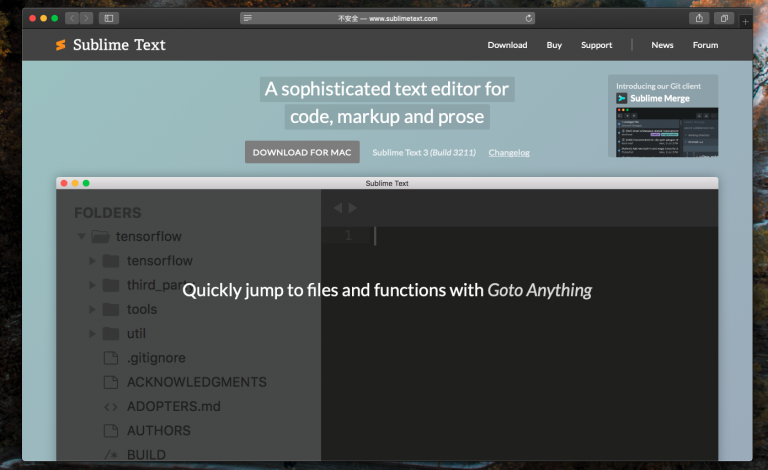 不安全 — www.sublimetext.com
Sublime Text
Download Buy Support News Forum
A sophisticated text editor for
code, markup and prose
DOWNLOAD FOR MAC Sublime Text 3 (Build 3211) Changelog
Introducing our Git client
Sublime Merge
Sublime Text
FOLDERS
tensorflow
1
tensorflow
third_par
Quickly jump to files and functions with Goto Anything
tools
util
.gitignore
ACKNOWLEDGMENTS
<> ADOPTERS.md
AUTHORS
/* BUILD